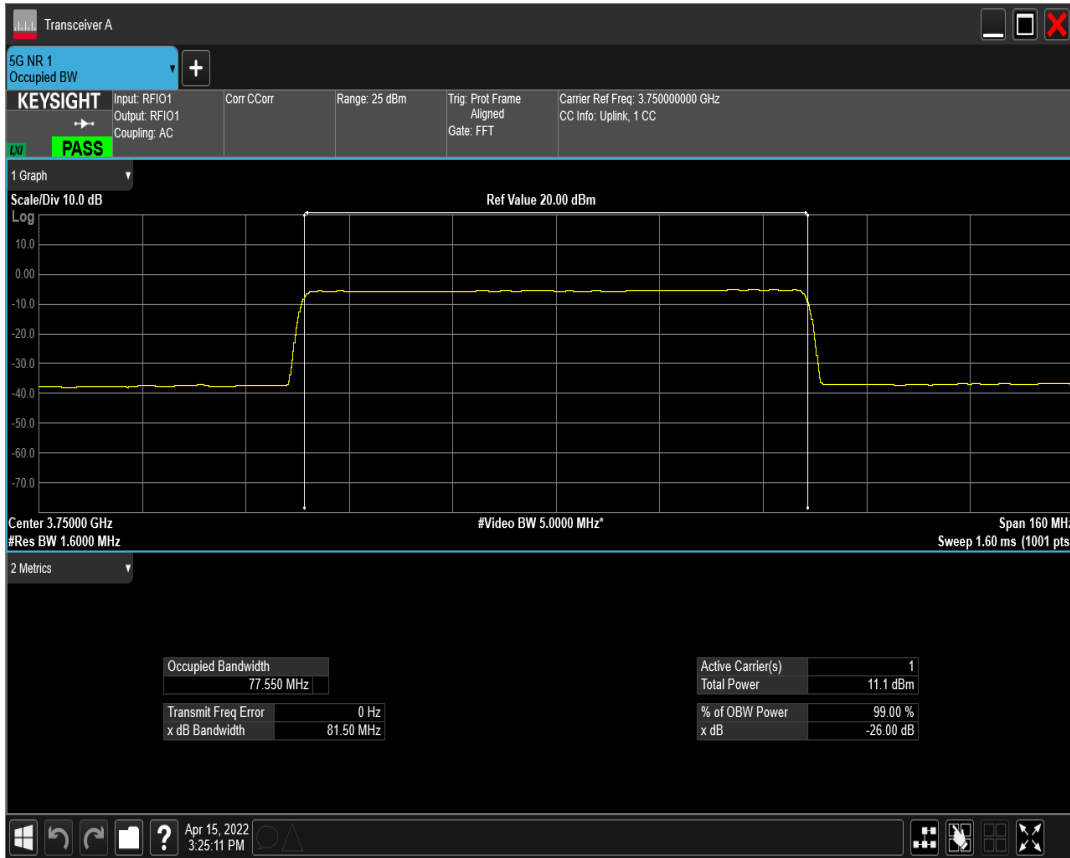 Transceiver A
5G NR 1
Occupied BW
KEYSIGHT
LXI
PASS
Input: RFIO1
Output: RFIO1
Coupling: AC
Corr CCorr
Range: 25 dBm
Trig: Prot Frame
Aligned
Gate: FFT
Carrier Ref Freq: 3.750000000 GHz
CC Info: Uplink, 1 CC
1 Graph
Scale/Div 10.0 dB
Ref Value 20.00 dBm
Log
10.0
0.00
-10.0
-20.0
-30.0
-40.0
-50.0
-60.0
-70.0
Center 3.75000 GHz
#Video BW 5.0000 MHz*
Span 160 MHz
#Res BW 1.6000 MHz
Sweep 1.60 ms (1001 pts
2 Metrics
Occupied Bandwidth
77.550 MHz
Transmit Freq Error 0 Hz
x dB Bandwidth 81.50 MHz
Active Carrier(s) 1
Total Power 11.1 dBm
% of OBW Power 99.00 %
x dB -26.00 dB
?
Apr 15, 2022
3:25:11 PM